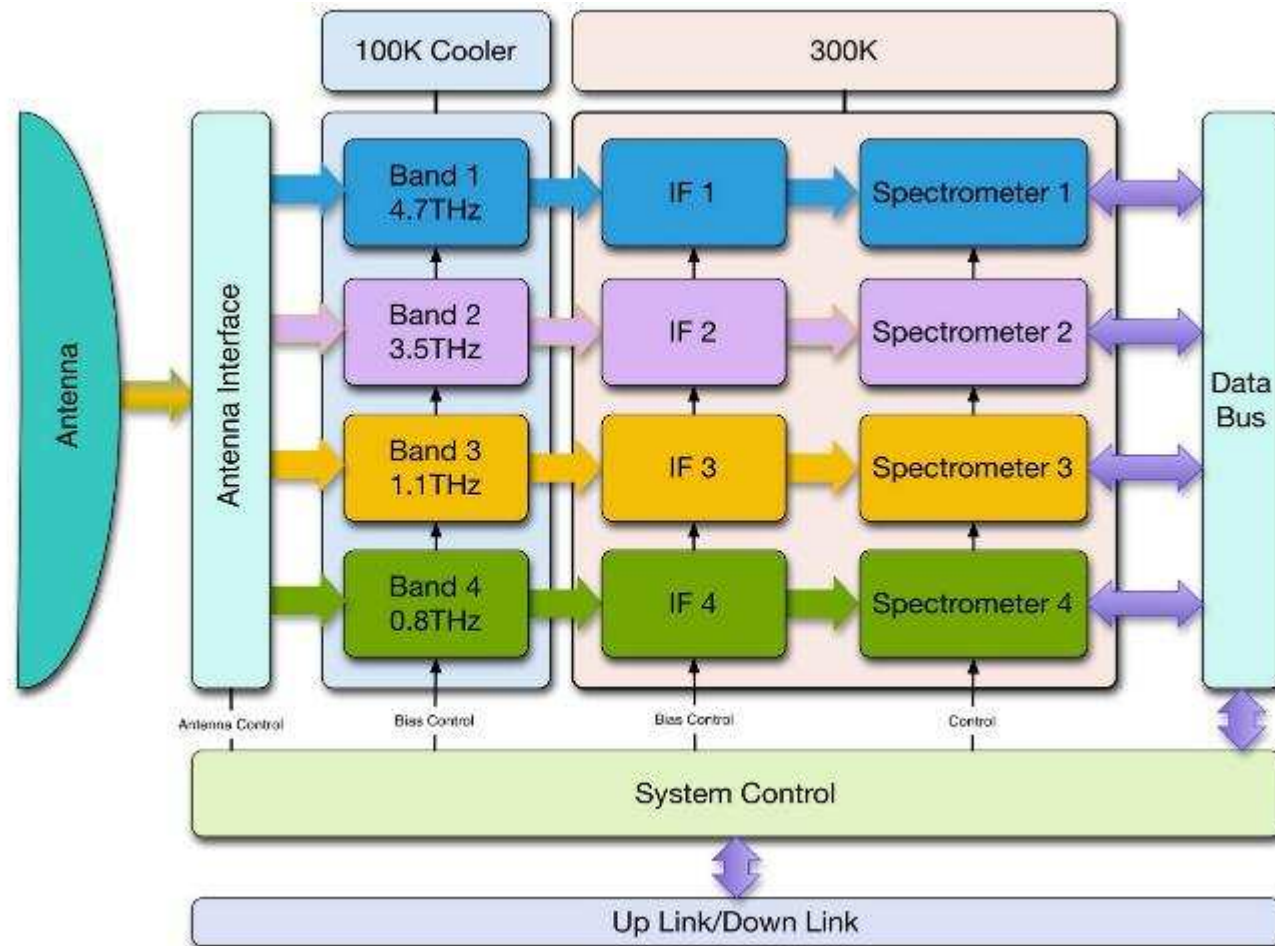 100K Cooler
300K
Antenna
Antenna Interface
Band 1
4.7THz
IF 1
Spectrometer 1
Band 2
3.5THz
IF 2
Spectrometer 2
Data
Bus
Band 3
1.1THz
IF 3
Spectrometer 3
Band 4
0.8THz
IF 4
Spectrometer 4
Antenna Control
Bias Control
Bias Control
Control
System Control
Up Link/Down Link